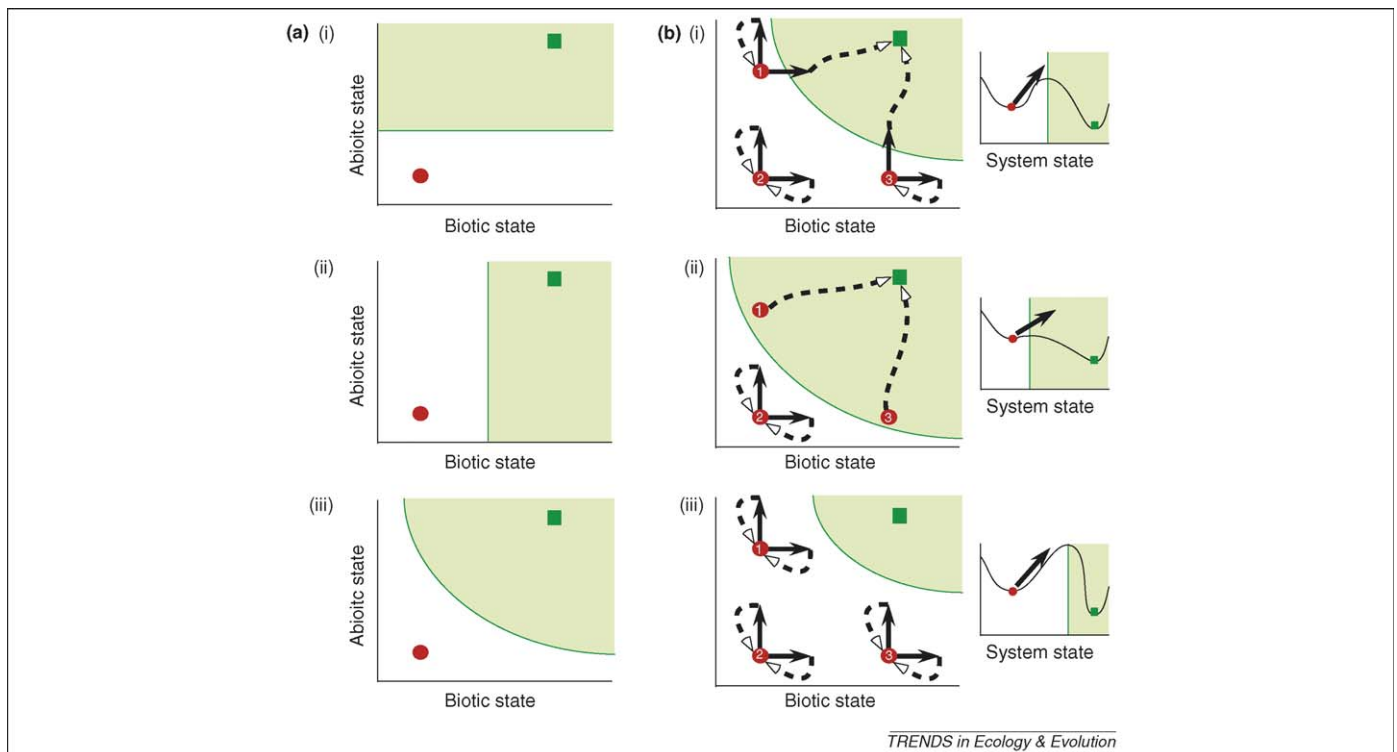 (a) (i)
Abioitc state
Biotic state
(ii)
Abioitc state
Biotic state
(iii)
Abioitc state
Biotic state
(b) (i)
1
2
3
Biotic state
System state
(ii)
1
2
3
Biotic state
System state
(iii)
1
2
3
Biotic state
System state
TRENDS in Ecology & Evolution